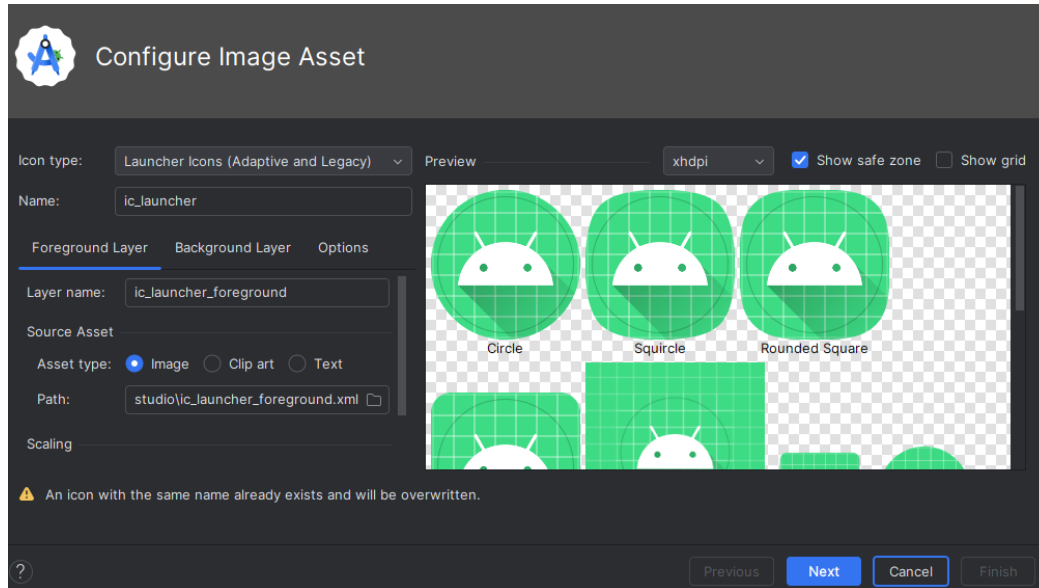 Configure Image Asset
Icon type:
Launcher Icons (Adaptive and Legacy)
Preview
xhdpi
Show safe zone
Show grid
Name:
ic_launcher
Foreground Layer
Background Layer
Options
Layer name:
ic_launcher_foreground
Source Asset
Asset type:
Image
Clip art
Text
Path:
studio\ic_launcher_foreground.xml
Scaling
Circle
Squircle
Rounded Square
An icon with the same name already exists and will be overwritten.
?
Previous
Next
Cancel
Finish